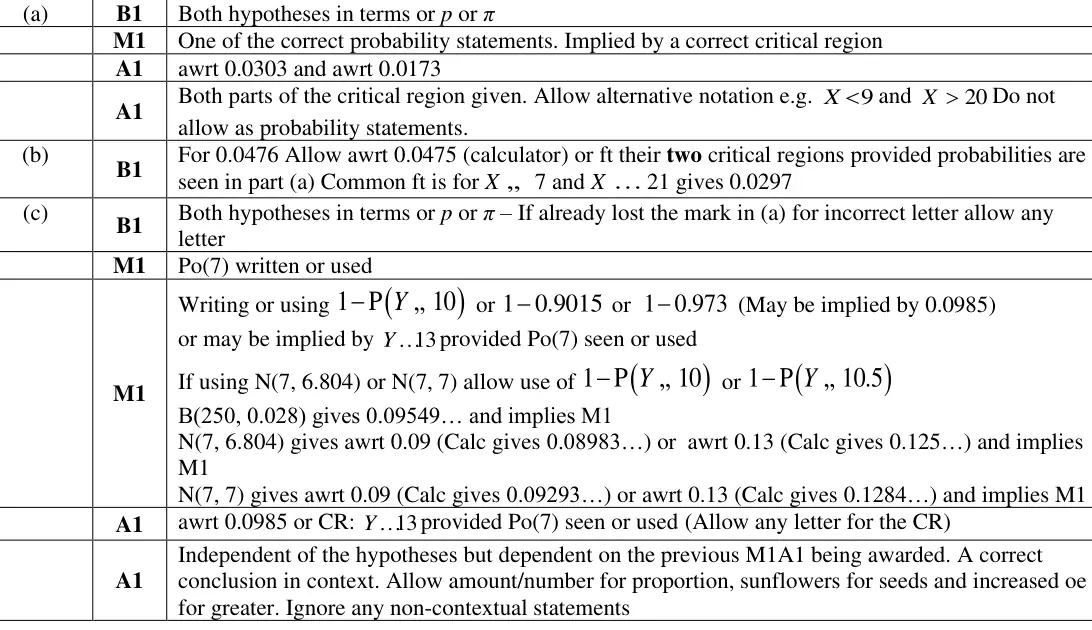 (a) B1 Both hypotheses in terms or p or π
M1 One of the correct probability statements. Implied by a correct critical region
A1 awrt 0.0303 and awrt 0.0173
A1 Both parts of the critical region given. Allow alternative notation e.g. X <9 and X > 20 Do not
allow as probability statements.
(b) B1 For 0.0476 Allow awrt 0.0475 (calculator) or ft their two critical regions provided probabilities are
seen in part (a) Common ft is for X ,, 7 and X … 21 gives 0.0297
(c) B1 Both hypotheses in terms or p or π – If already lost the mark in (a) for incorrect letter allow any
letter
M1 Po(7) written or used
M1 Writing or using 1−P(Y ,, 10) or 1−0.9015 or 1−0.973 (May be implied by 0.0985)
or may be implied by Y …13 provided Po(7) seen or used
If using N(7, 6.804) or N(7, 7) allow use of 1−P(Y ,, 10) or 1−P(Y ,, 10.5)
B(250, 0.028) gives 0.09549… and implies M1
N(7, 6.804) gives awrt 0.09 (Calc gives 0.08983…) or awrt 0.13 (Calc gives 0.125…) and implies
M1
N(7, 7) gives awrt 0.09 (Calc gives 0.09293…) or awrt 0.13 (Calc gives 0.1284…) and implies M1
A1 awrt 0.0985 or CR: Y …13 provided Po(7) seen or used (Allow any letter for the CR)
A1 Independent of the hypotheses but dependent on the previous M1A1 being awarded. A correct
conclusion in context. Allow amount/number for proportion, sunflowers for seeds and increased oe
for greater. Ignore any non-contextual statements